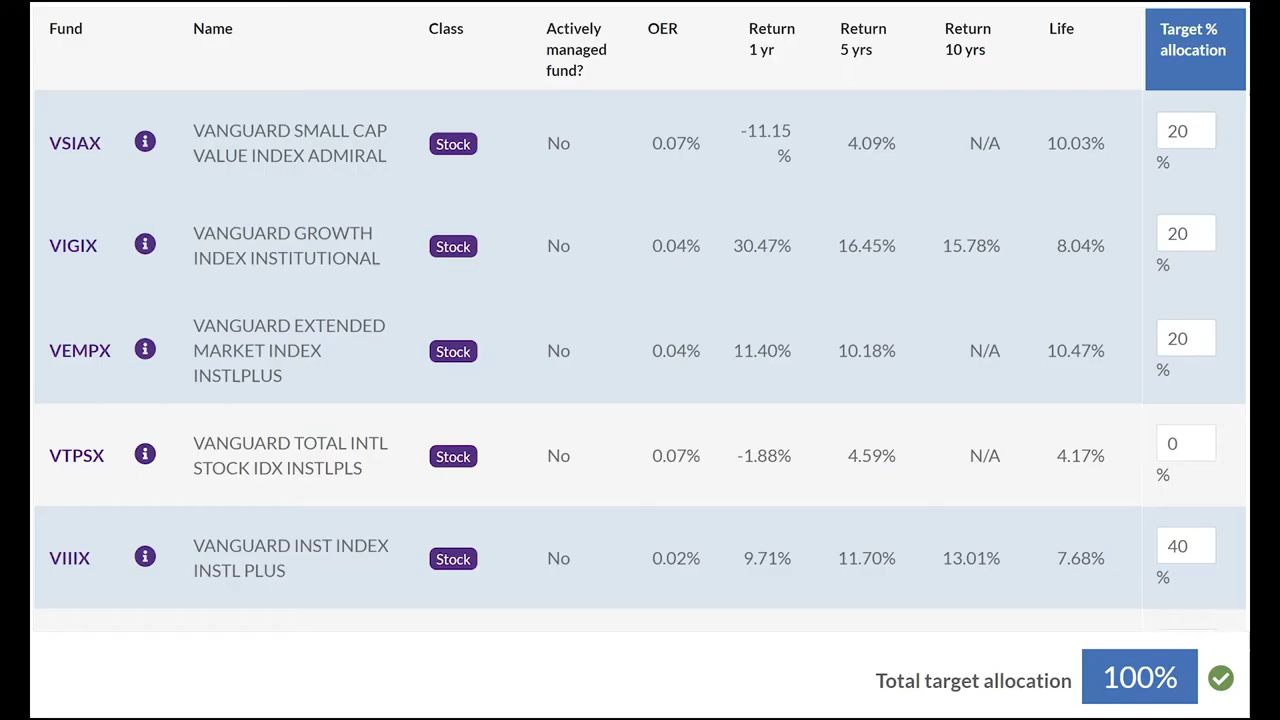 Fund Name Class Actively managed fund? OER Return 1 yr Return 5 yrs Return 10 yrs Life Target % allocation
VSIAX VANGUARD SMALL CAP VALUE INDEX ADMIRAL Stock No 0.07% -11.15 % 4.09% N/A 10.03% 20 %
VIGIX VANGUARD GROWTH INDEX INSTITUTIONAL Stock No 0.04% 30.47% 16.45% 15.78% 8.04% 20 %
VEMPX VANGUARD EXTENDED MARKET INDEX INSTLPLUS Stock No 0.04% 11.40% 10.18% N/A 10.47% 20 %
VTPSX VANGUARD TOTAL INTL STOCK IDX INSTLPLS Stock No 0.07% -1.88% 4.59% N/A 4.17% 0 %
VIIIX VANGUARD INST INDEX INSTL PLUS Stock No 0.02% 9.71% 11.70% 13.01% 7.68% 40 %
Total target allocation 100%